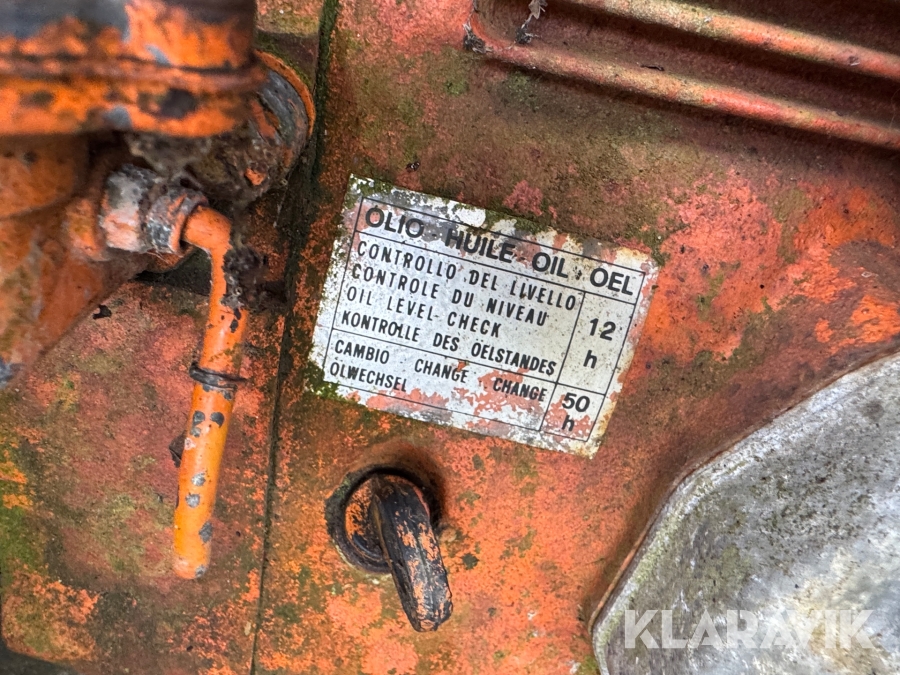 OLIO · HUILE · OIL · OEL
CONTROLLO DEL LIVELLO
CONTROLE DU NIVEAU
OIL LEVEL CHECK
KONTROLLE DES OELSTANDES
12
h
CAMBIO CHANGE CHANGE
ÖLWECHSEL
50
h
KLARAVIK